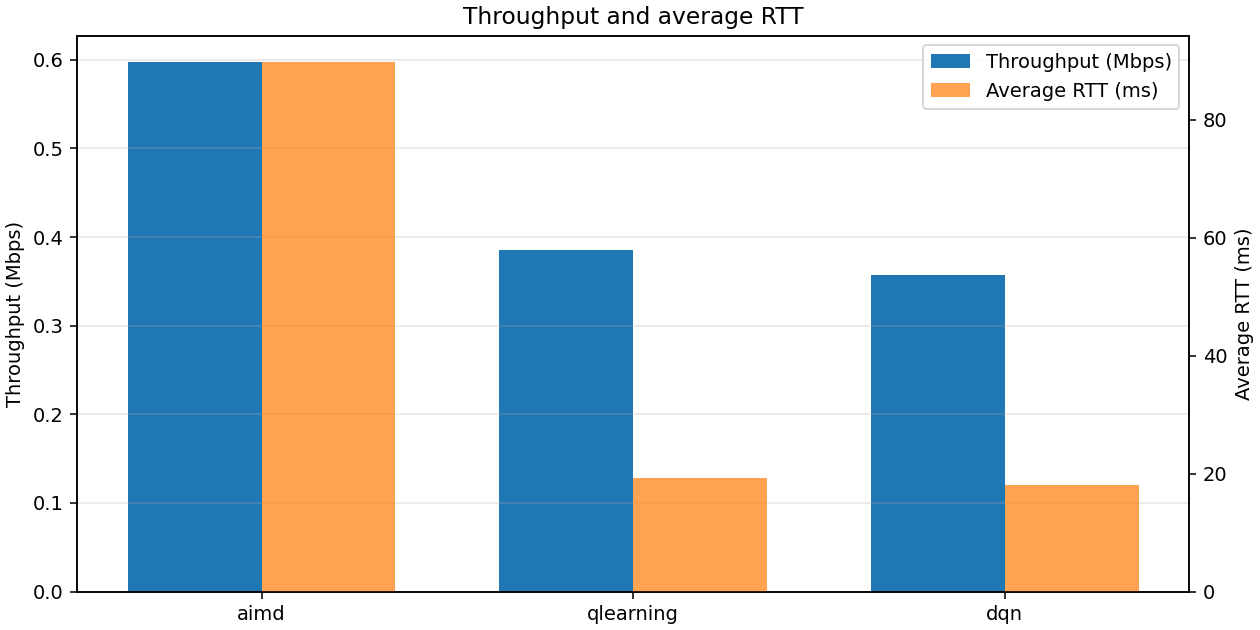 Throughput and average RTT
Throughput (Mbps)
Average RTT (ms)
0.6
0.5
0.4
0.3
0.2
0.1
0.0
Throughput (Mbps)
80
60
40
20
0
Average RTT (ms)
aimd
qlearning
dqn